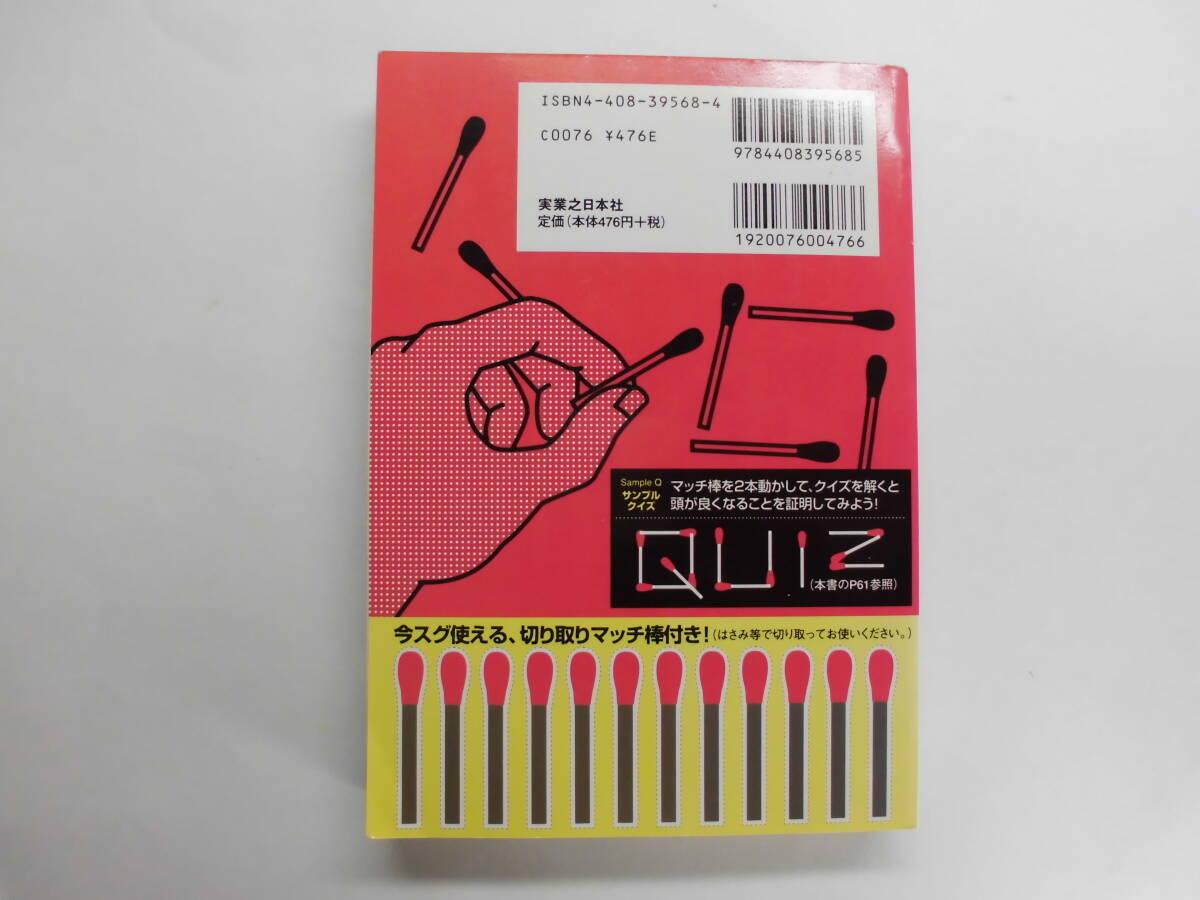 ISBN4-408-39568-4
C0076 ¥476E
9784408395685
実業之日本社
定価（本体476円＋税）
1920076004766
Sample Q
サンプル
クイズ
マッチ棒を2本動かして、クイズを解くと
頭が良くなることを証明してみよう！
QUIZ
（本書のP61参照）
今スグ使える、切り取りマッチ棒付き！（はさみ等で切り取ってお使いください。）